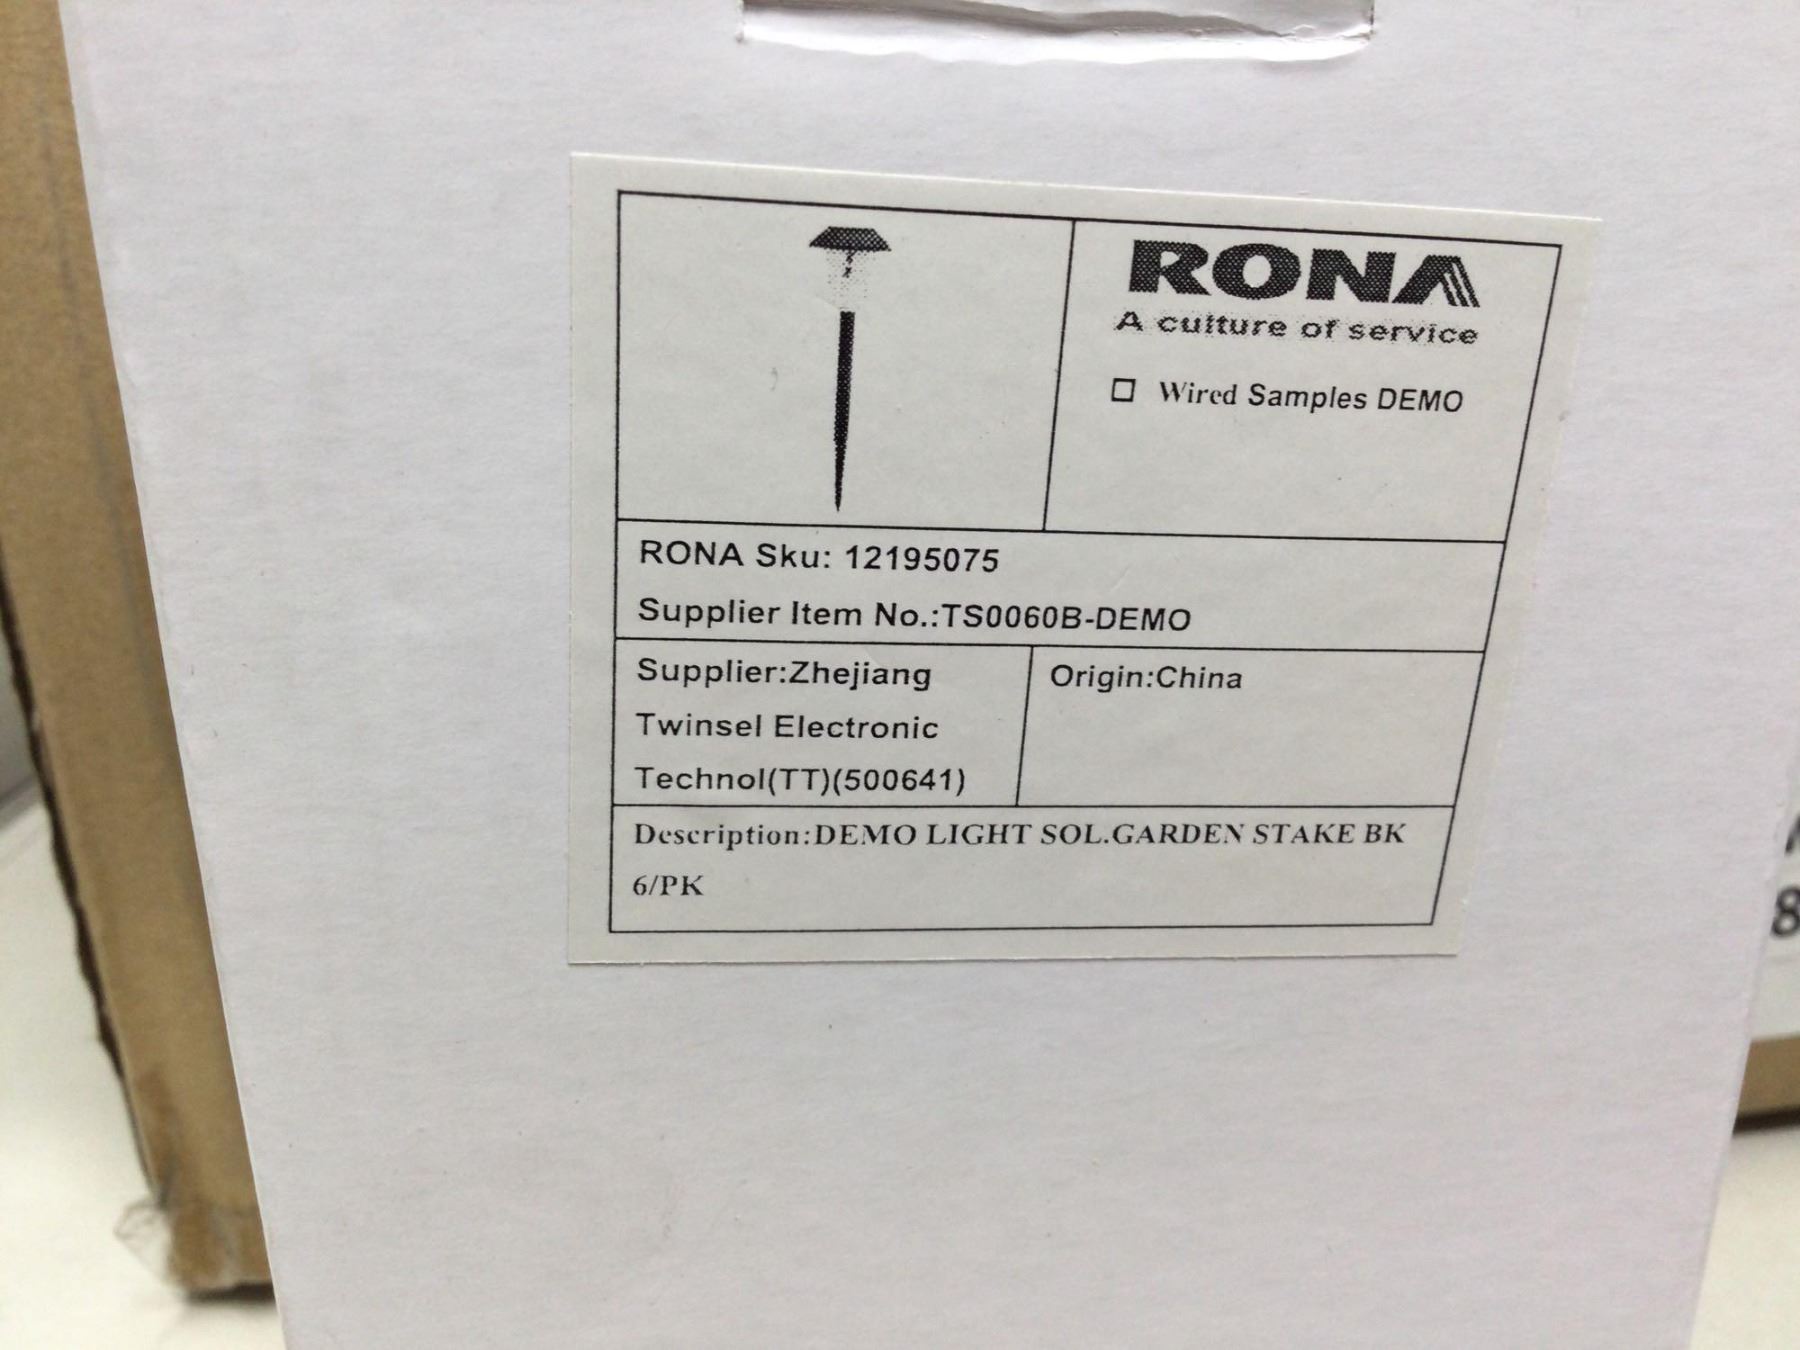 RONA
A culture of service
☐ Wired Samples DEMO
RONA Sku: 12195075
Supplier Item No.:TS0060B-DEMO
Supplier:Zhejiang
Twinsel Electronic
Technol(TT)(500641)
Origin:China
Description:DEMO LIGHT SOL.GARDEN STAKE BK
6/PK
8